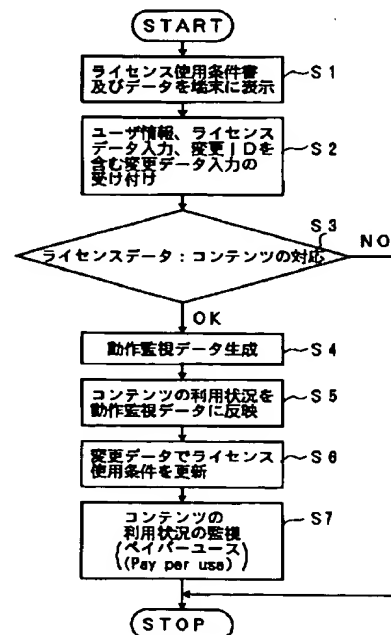 START
ライセンス使用条件書
及びデータを端末に表示
S1
ユーザ情報、ライセンス
データ入力、変更IDを
含む変更データ入力の
受け付け
S2
S3
NO
ライセンスデータ：コンテンツの対応
OK
動作監視データ生成
S4
コンテンツの利用状況を
動作監視データに反映
S5
変更データでライセンス
使用条件を更新
S6
コンテンツの
利用状況の監視
(ペイパーユース
(Pay per use))
S7
STOP